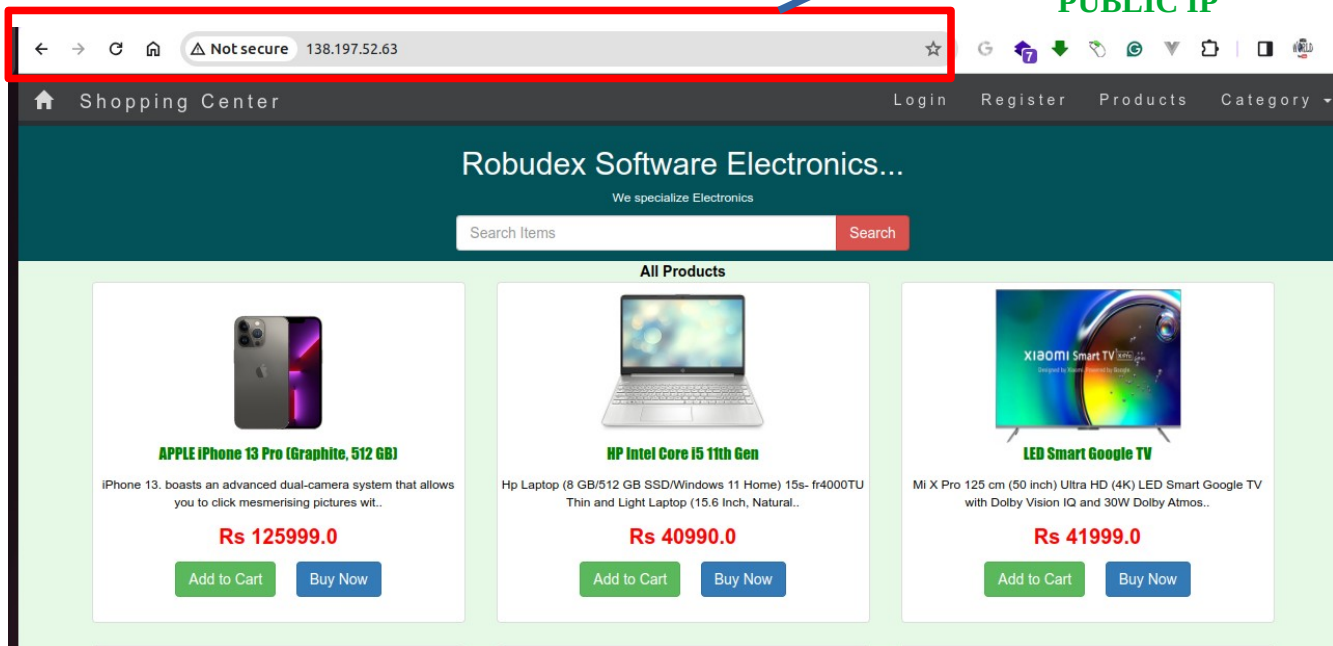 PUBLIC IP
Not secure 138.197.52.63
G 7 G
Shopping Center Login Register Products Category
Robudex Software Electronics...
We specialize Electronics
Search Items Search
All Products
XIAOMI Smart TV
APPLE iPhone 13 Pro (Graphite, 512 GB)
HP Intel Core i5 11th Gen
LED Smart Google TV
iPhone 13. boasts an advanced dual-camera system that allows
you to click mesmerising pictures wit..
Hp Laptop (8 GB/512 GB SSD/Windows 11 Home) 15s- fr4000TU
Thin and Light Laptop (15.6 Inch, Natural..
Mi X Pro 125 cm (50 inch) Ultra HD (4K) LED Smart Google TV
with Dolby Vision IQ and 30W Dolby Atmos..
Rs 125999.0
Rs 40990.0
Rs 41999.0
Add to Cart Buy Now
Add to Cart Buy Now
Add to Cart Buy Now